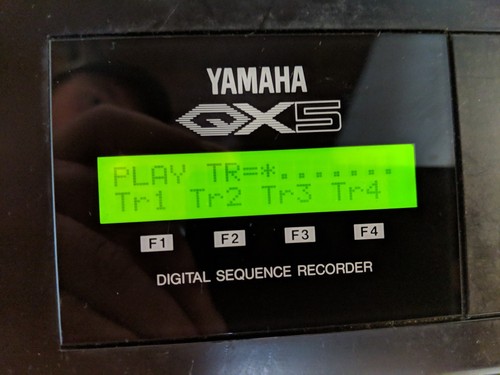 YAMAHA
QX5
PLAY TR=*.......
Tr1 Tr2 Tr3 Tr4
F1 F2 F3 F4
DIGITAL SEQUENCE RECORDER